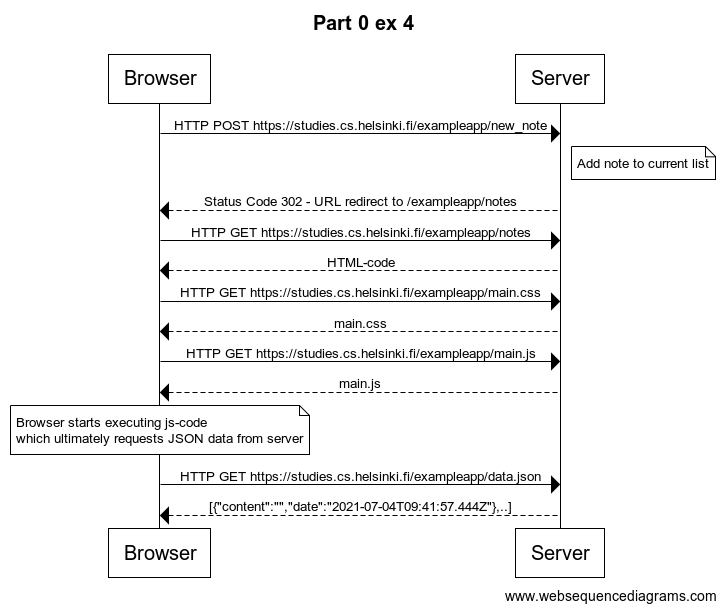 Part 0 ex 4
Browser
Server
HTTP POST https://studies.cs.helsinki.fi/exampleapp/new_note
Add note to current list
Status Code 302 - URL redirect to /exampleapp/notes
HTTP GET https://studies.cs.helsinki.fi/exampleapp/notes
HTML-code
HTTP GET https://studies.cs.helsinki.fi/exampleapp/main.css
main.css
HTTP GET https://studies.cs.helsinki.fi/exampleapp/main.js
main.js
Browser starts executing js-code
which ultimately requests JSON data from server
HTTP GET https://studies.cs.helsinki.fi/exampleapp/data.json
[{"content":"","date":"2021-07-04T09:41:57.444Z"},..]
Browser
Server
www.websequencediagrams.com